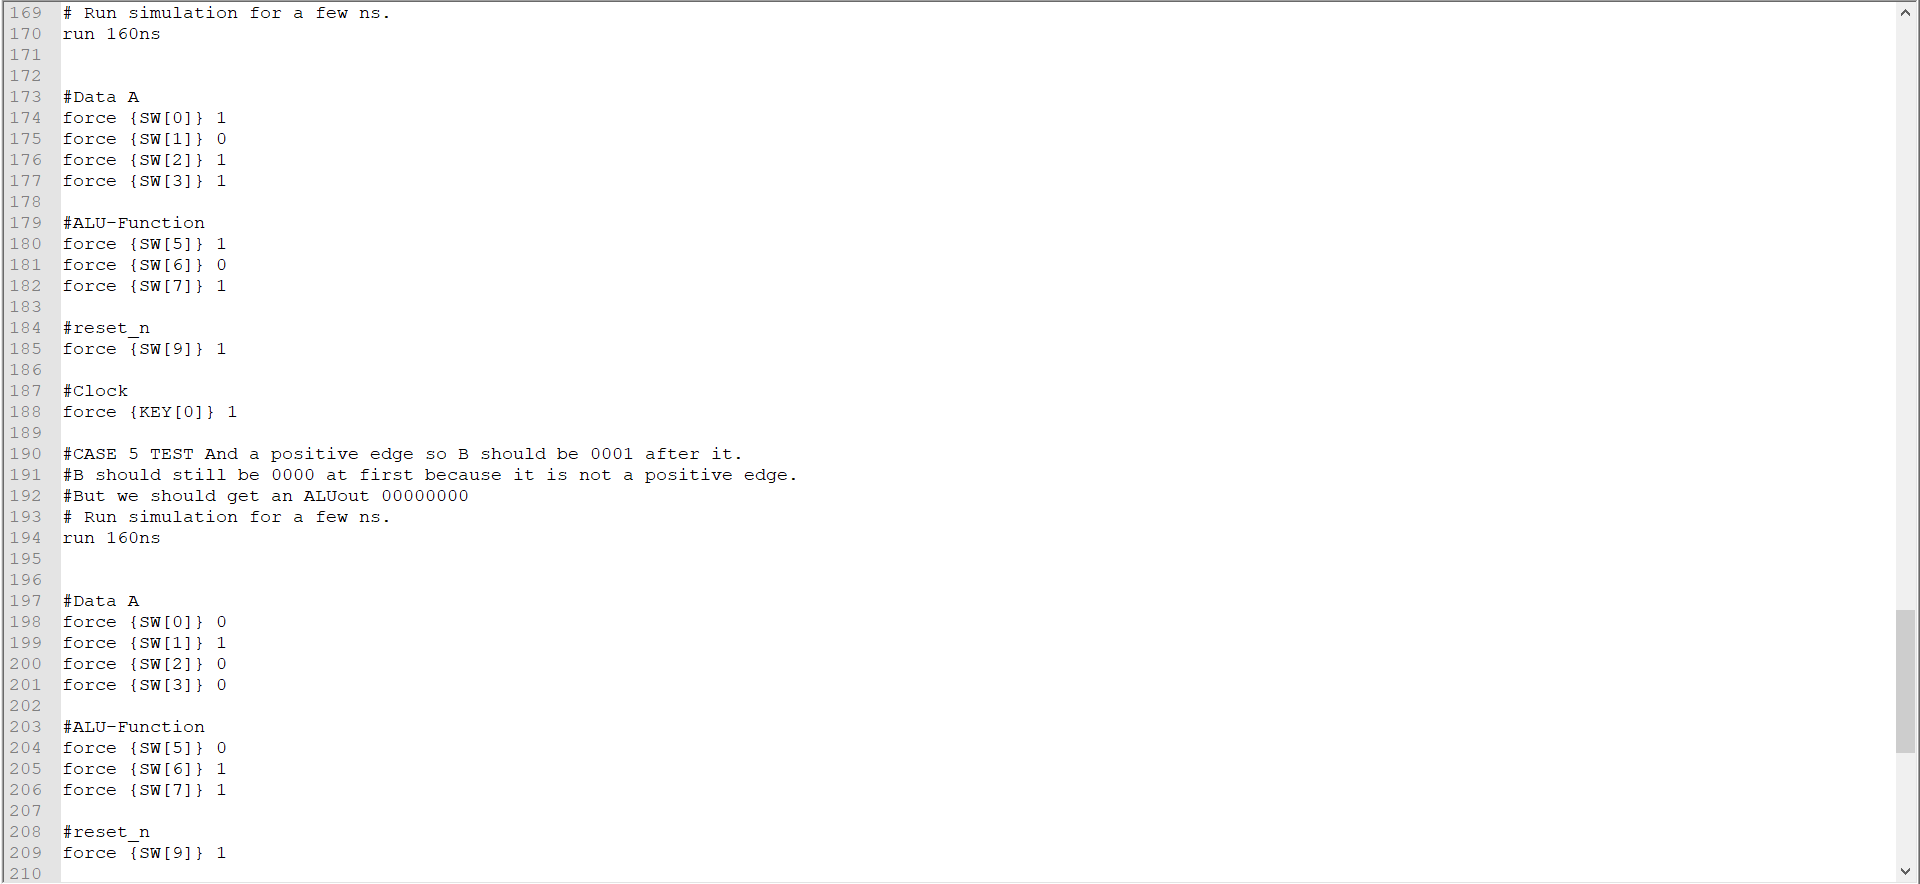 169 # Run simulation for a few ns.
170 run 160ns
171
172
173 #Data A
174 force {SW[0]} 1
175 force {SW[1]} 0
176 force {SW[2]} 1
177 force {SW[3]} 1
178
179 #ALU-Function
180 force {SW[5]} 1
181 force {SW[6]} 0
182 force {SW[7]} 1
183
184 #reset_n
185 force {SW[9]} 1
186
187 #Clock
188 force {KEY[0]} 1
189
190 #CASE 5 TEST And a positive edge so B should be 0001 after it.
191 #B should still be 0000 at first because it is not a positive edge.
192 #But we should get an ALUout 00000000
193 # Run simulation for a few ns.
194 run 160ns
195
196
197 #Data A
198 force {SW[0]} 0
199 force {SW[1]} 1
200 force {SW[2]} 0
201 force {SW[3]} 0
202
203 #ALU-Function
204 force {SW[5]} 0
205 force {SW[6]} 1
206 force {SW[7]} 1
207
208 #reset_n
209 force {SW[9]} 1
210